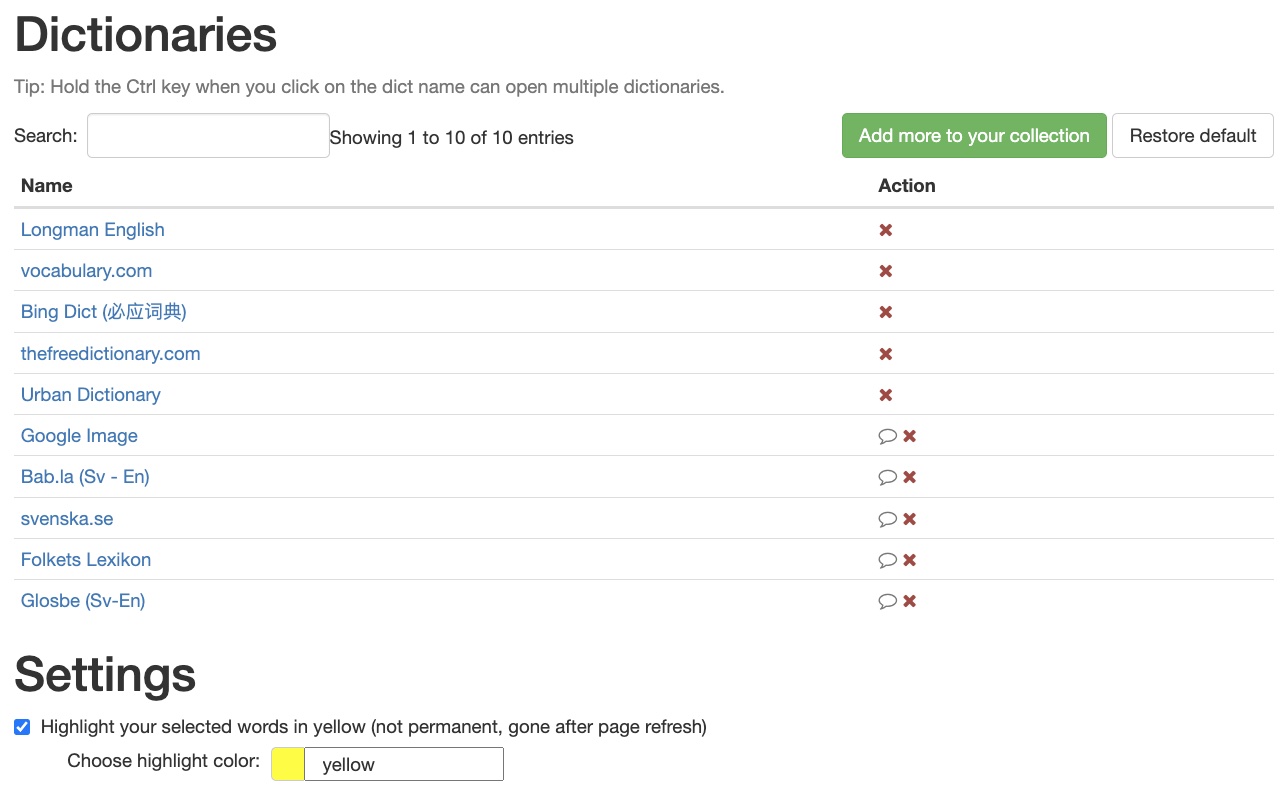 Dictionaries
Tip: Hold the Ctrl key when you click on the dict name can open multiple dictionaries.
Search: Showing 1 to 10 of 10 entries Add more to your collection Restore default
Name Action
Longman English
vocabulary.com
Bing Dict (必应词典)
thefreedictionary.com
Urban Dictionary
Google Image
Bab.la (Sv - En)
svenska.se
Folkets Lexikon
Glosbe (Sv-En)
Settings
Highlight your selected words in yellow (not permanent, gone after page refresh)
Choose highlight color: yellow